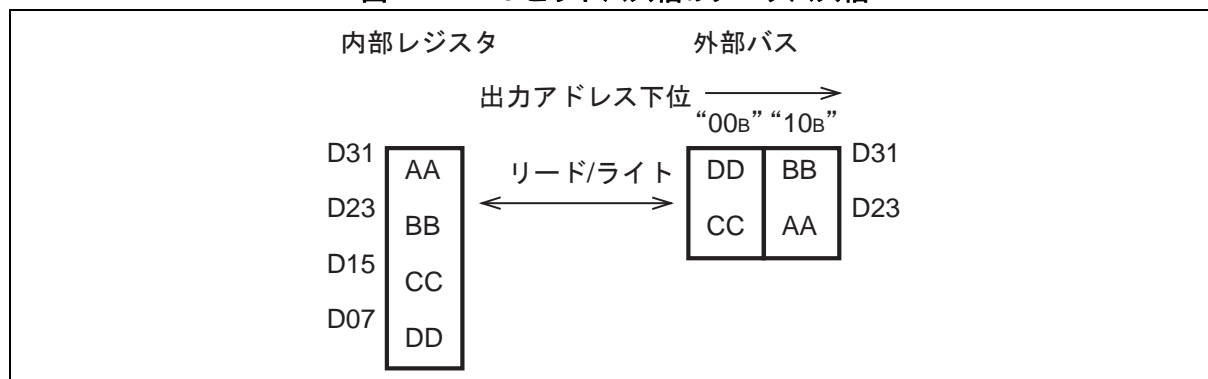 内部レジスタ 外部バス
出力アドレス下位
“00B” “10B”
D31 AA リード/ライト DD BB D31
D23 BB CC AA D23
D15 CC
D07 DD